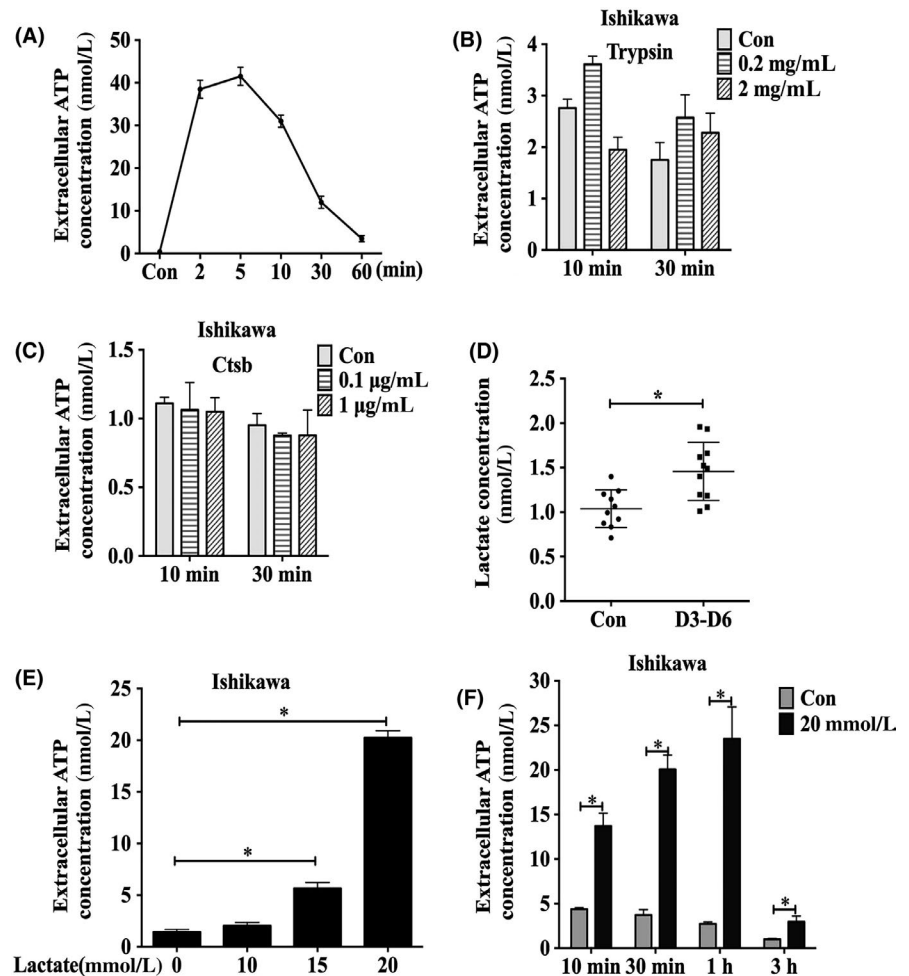 (A)
Extracellular ATP
concentration (nmol/L)
50
40
30
20
10
0
Con 2 5 10 30 60 (min)
(B)
Ishikawa
Trypsin
Con
0.2 mg/mL
2 mg/mL
Extracellular ATP
concentration (nmol/L)
4
3
2
1
0
10 min 30 min
(C)
Ishikawa
Ctsb
Con
0.1 µg/mL
1 µg/mL
Extracellular ATP
concentration (nmol/L)
1.5
1.0
0.5
0.0
10 min 30 min
(D)
Lactate concentration
(nmol/L)
2.5
2.0
1.5
1.0
0.5
0.0
*
Con D3-D6
(E)
Ishikawa
Extracellular ATP
concentration (nmol/L)
25
20
15
10
5
0
*
*
Lactate(mmol/L) 0 10 15 20
(F)
Ishikawa
Con
20 mmol/L
Extracellular ATP
concentration (nmol/L)
30
25
20
15
10
5
0
* * * *
10 min 30 min 1 h 3 h